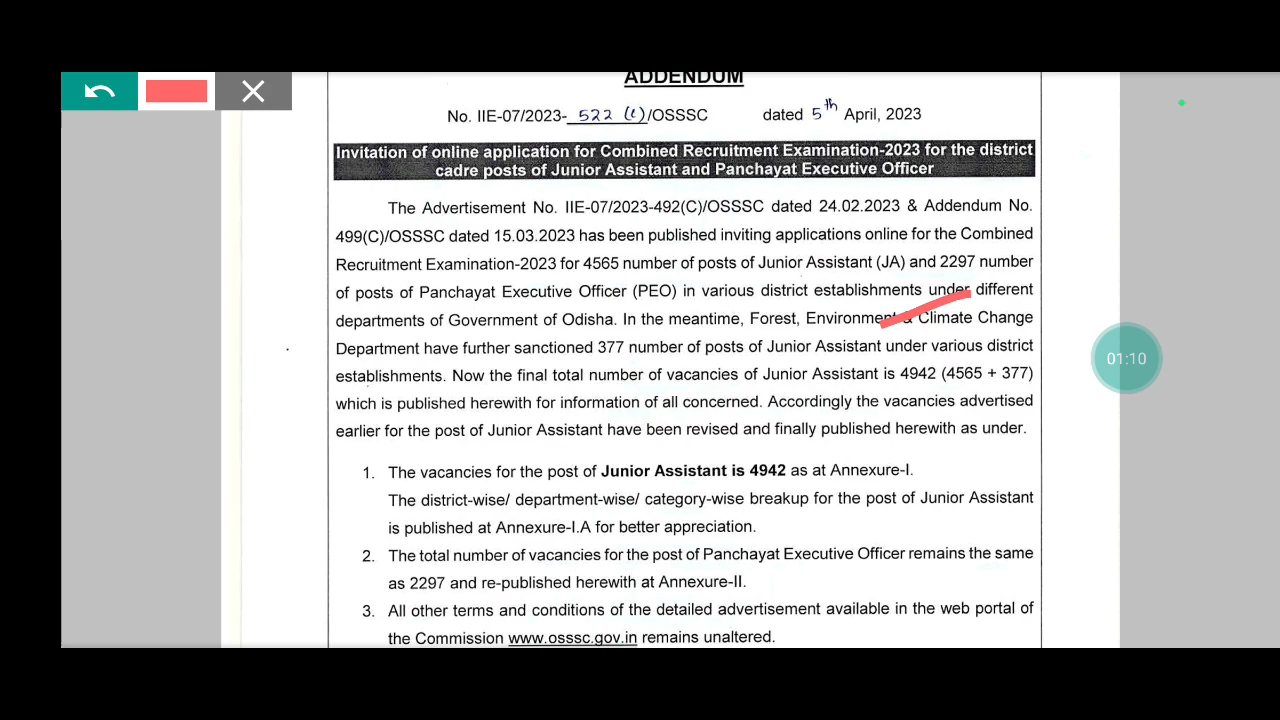 ADDENDUM
No. IIE-07/2023- 522 (C)/OSSSC dated 5th April, 2023
Invitation of online application for Combined Recruitment Examination-2023 for the district
cadre posts of Junior Assistant and Panchayat Executive Officer
The Advertisement No. IIE-07/2023-492(C)/OSSSC dated 24.02.2023 & Addendum No.
499(C)/OSSSC dated 15.03.2023 has been published inviting applications online for the Combined
Recruitment Examination-2023 for 4565 number of posts of Junior Assistant (JA) and 2297 number
of posts of Panchayat Executive Officer (PEO) in various district establishments under different
departments of Government of Odisha. In the meantime, Forest, Environment & Climate Change
Department have further sanctioned 377 number of posts of Junior Assistant under various district
establishments. Now the final total number of vacancies of Junior Assistant is 4942 (4565 + 377)
which is published herewith for information of all concerned. Accordingly the vacancies advertised
earlier for the post of Junior Assistant have been revised and finally published herewith as under.
1. The vacancies for the post of Junior Assistant is 4942 as at Annexure-I.
The district-wise/ department-wise/ category-wise breakup for the post of Junior Assistant
is published at Annexure-I.A for better appreciation.
2. The total number of vacancies for the post of Panchayat Executive Officer remains the same
as 2297 and re-published herewith at Annexure-II.
3. All other terms and conditions of the detailed advertisement available in the web portal of
the Commission www.osssc.gov.in remains unaltered.
01:10